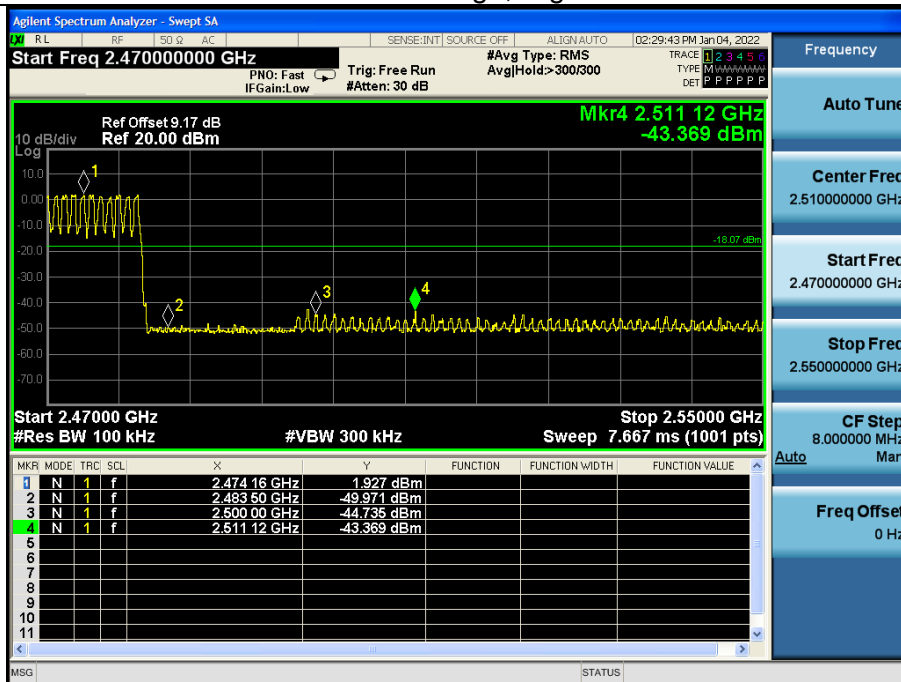 Agilent Spectrum Analyzer - Swept SA
LXI RL RF 50 Ω AC SENSE:INT SOURCE OFF ALIGN AUTO 02:29:43 PM Jan 04, 2022
Start Freq 2.470000000 GHz #Avg Type: RMS TRACE 1 2 3 4 5 6
PNO: Fast Trig: Free Run Avg|Hold:>300/300 TYPE M
IFGain:Low #Atten: 30 dB DET P P P P P P
Mkr4 2.511 12 GHz
Ref Offset 9.17 dB
10 dB/div Ref 20.00 dBm -43.369 dBm
Log
10.0
0.00
-10.0
-20.0
-30.0
-40.0
-50.0
-60.0
-70.0
1
2
3
4
-18.07 dBm
Start 2.47000 GHz Stop 2.55000 GHz
#Res BW 100 kHz #VBW 300 kHz Sweep 7.667 ms (1001 pts)
MKR MODE TRC SCL X Y FUNCTION FUNCTION WIDTH FUNCTION VALUE
1 N 1 f 2.474 16 GHz 1.927 dBm
2 N 1 f 2.483 50 GHz -49.971 dBm
3 N 1 f 2.500 00 GHz -44.735 dBm
4 N 1 f 2.511 12 GHz -43.369 dBm
5
6
7
8
9
10
11
MSG STATUS
Frequency
Auto Tune
Center Freq
2.510000000 GHz
Start Freq
2.470000000 GHz
Stop Freq
2.550000000 GHz
CF Step
8.000000 MHz
Auto Man
Freq Offset
0 Hz